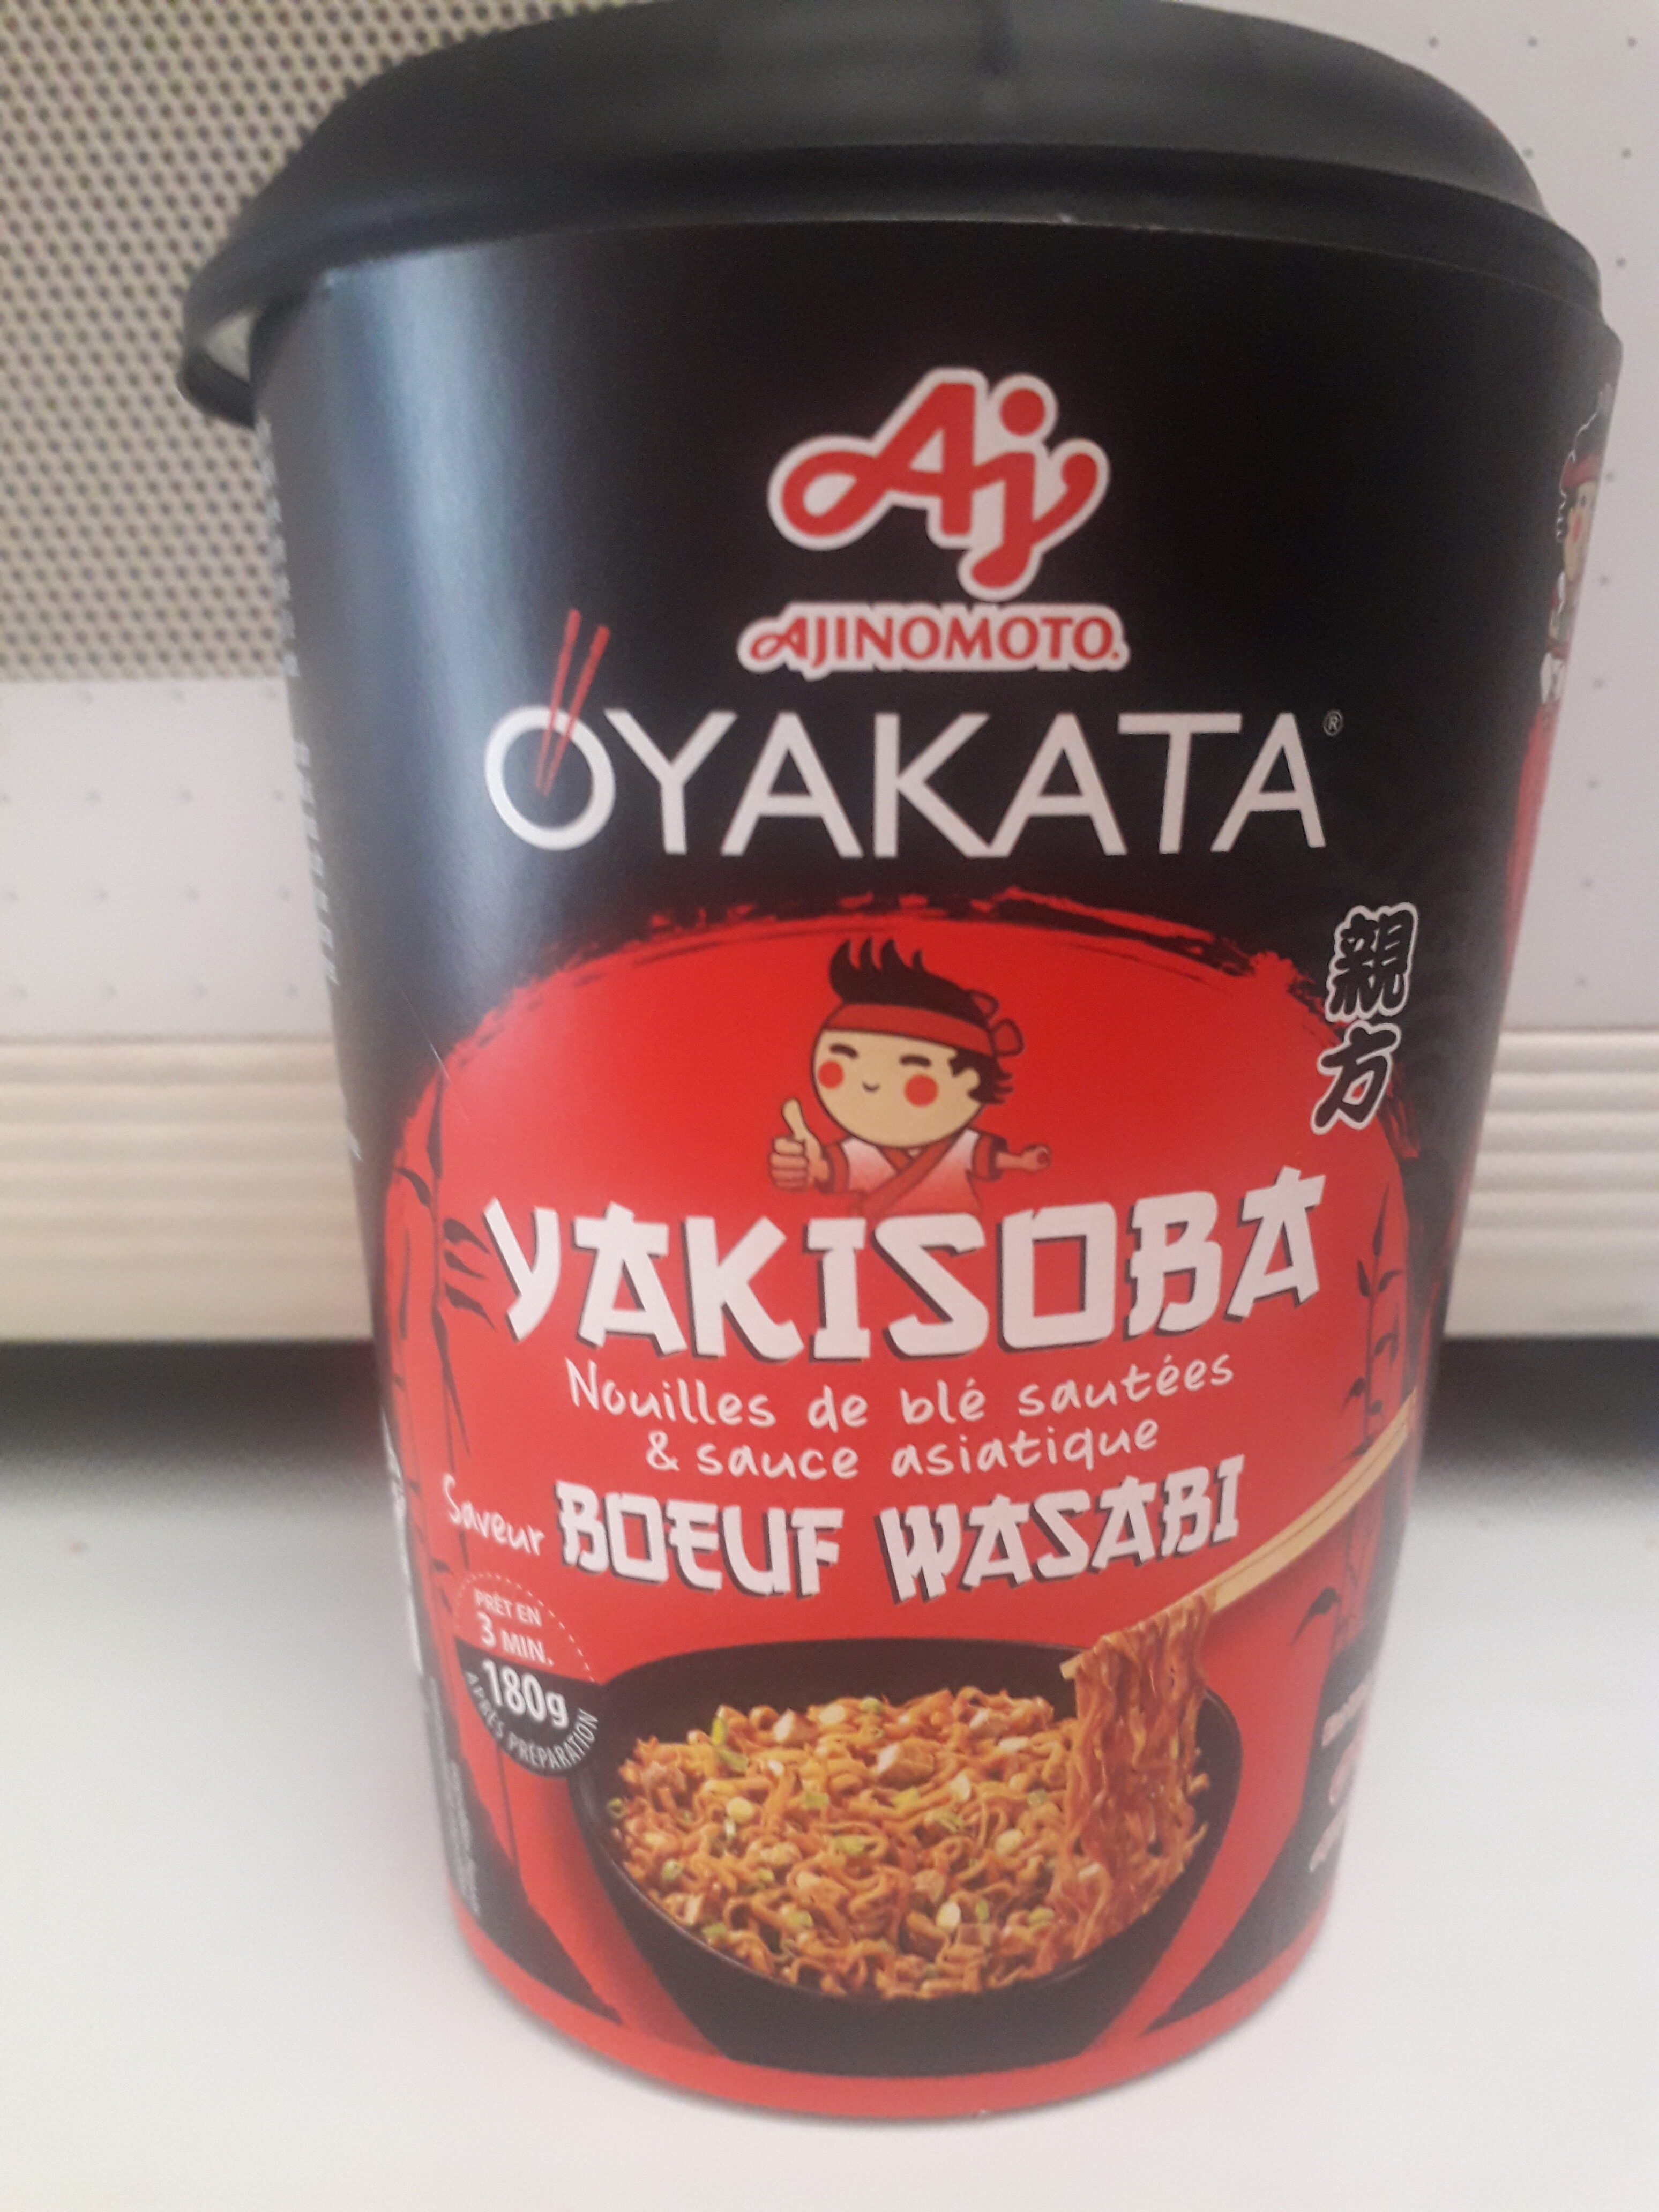 Aj
AJINOMOTO®
OYAKATA®
親方
YAKISOBA
Nouilles de blé sautées
& sauce asiatique
Saveur BOEUF WASABI
PRÊT EN
3 MIN.
180g
APRÈS PRÉPARATION